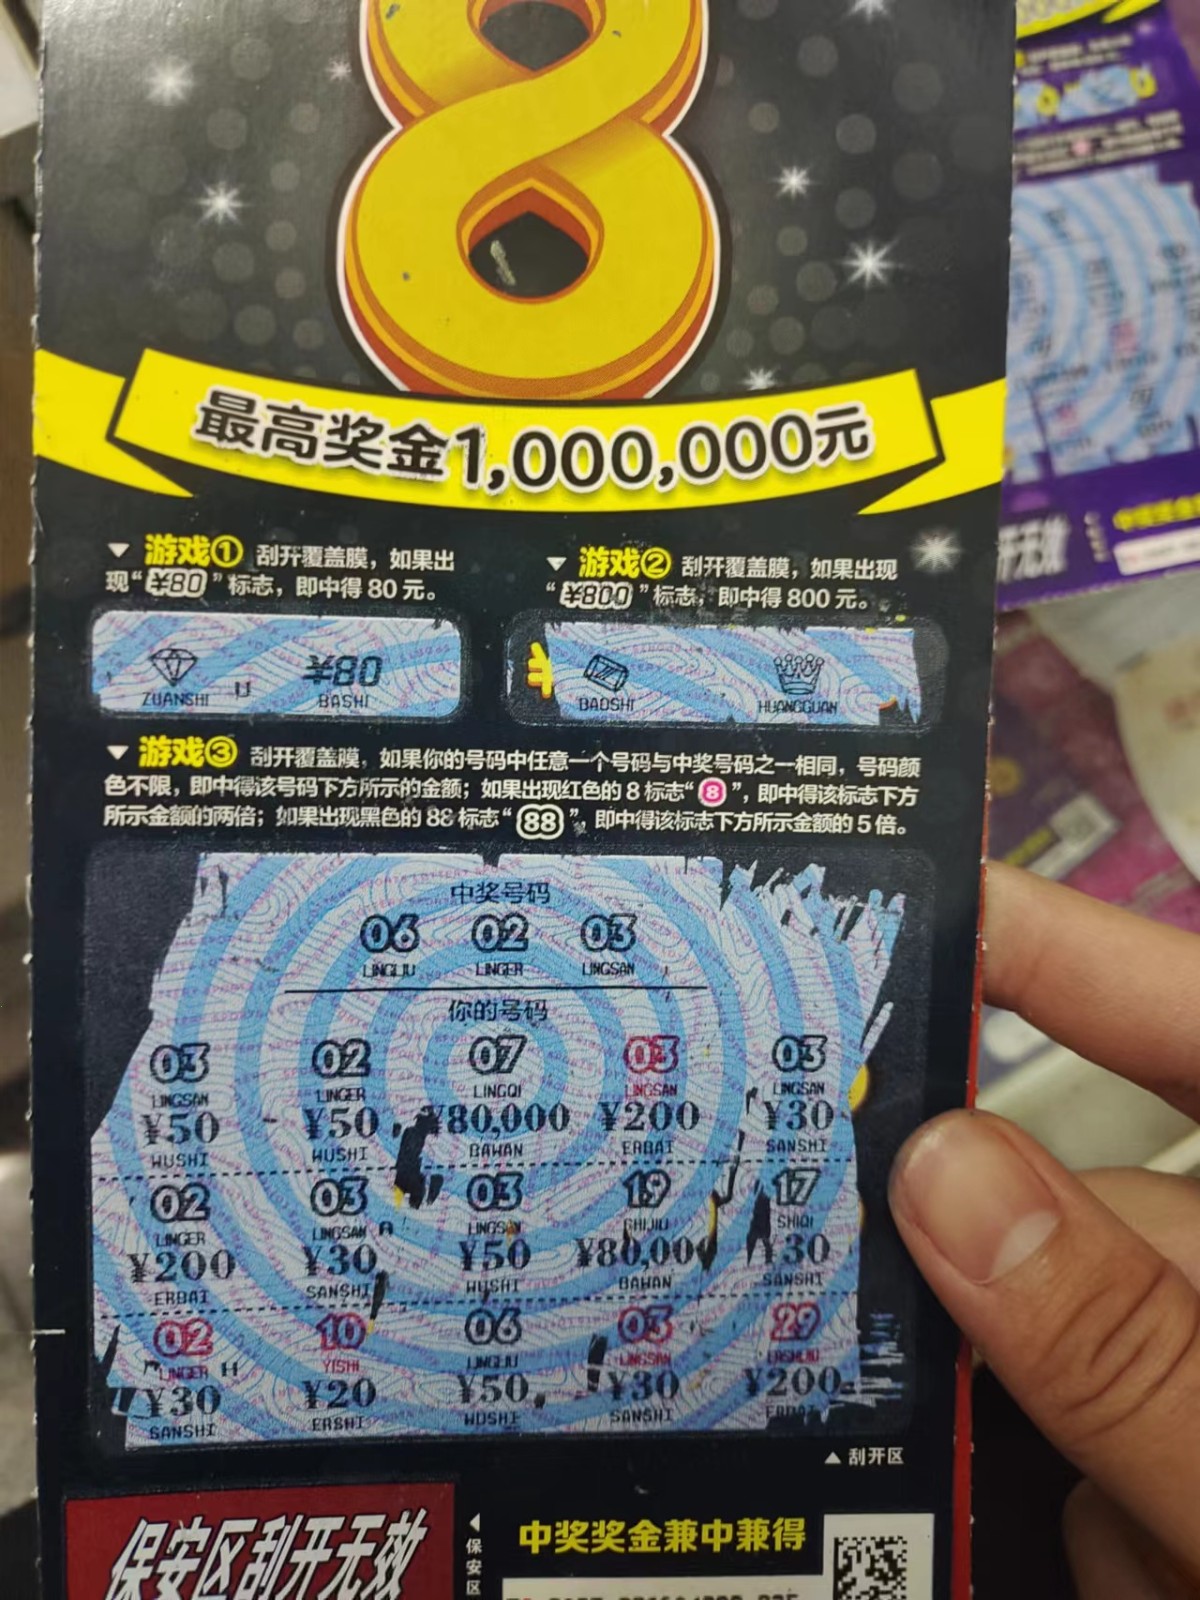 8
最高奖金1,000,000元
游戏① 刮开覆盖膜，如果出
现“¥80”标志，即中得 80 元。
¥80
ZUANSHI BASHI
游戏② 刮开覆盖膜，如果出现
“¥800”标志，即中得 800 元。
BAOSHI HUANGGUAN
游戏③ 刮开覆盖膜，如果你的号码中任意一个号码与中奖号码之一相同，号码颜
色不限，即中得该号码下方所示的金额；如果出现红色的 8 标志“8”，即中得该标志下方
所示金额的两倍；如果出现黑色的 88 标志“88”，即中得该标志下方所示金额的 5 倍。
中奖号码
06 02 03
LINGLIU LINGER LINGSAN
你的号码
03 02 07 03 03
LINGSAN LINGER LINGQI LINGSAN LINGSAN
¥50 ¥50 ¥80,000 ¥200 ¥30
WUSHI WUSHI BAWAN ERBAI SANSHI
02 03 03 19 17
LINGER LINGSAN LINGSAN SHIJIU SHIQI
¥200 ¥30 ¥50 ¥80,000 ¥30
ERBAI SANSHI WUSHI BAWAN SANSHI
02 10 06 03 29
LINGER YISHI LINGLIU LINGSAN ERSHIJIU
¥30 ¥20 ¥50 ¥30 ¥200
SANSHI ERSHI WUSHI SANSHI ERBAI
▲ 刮开区
保安区刮开无效
保安区
中奖奖金兼中兼得
开无效